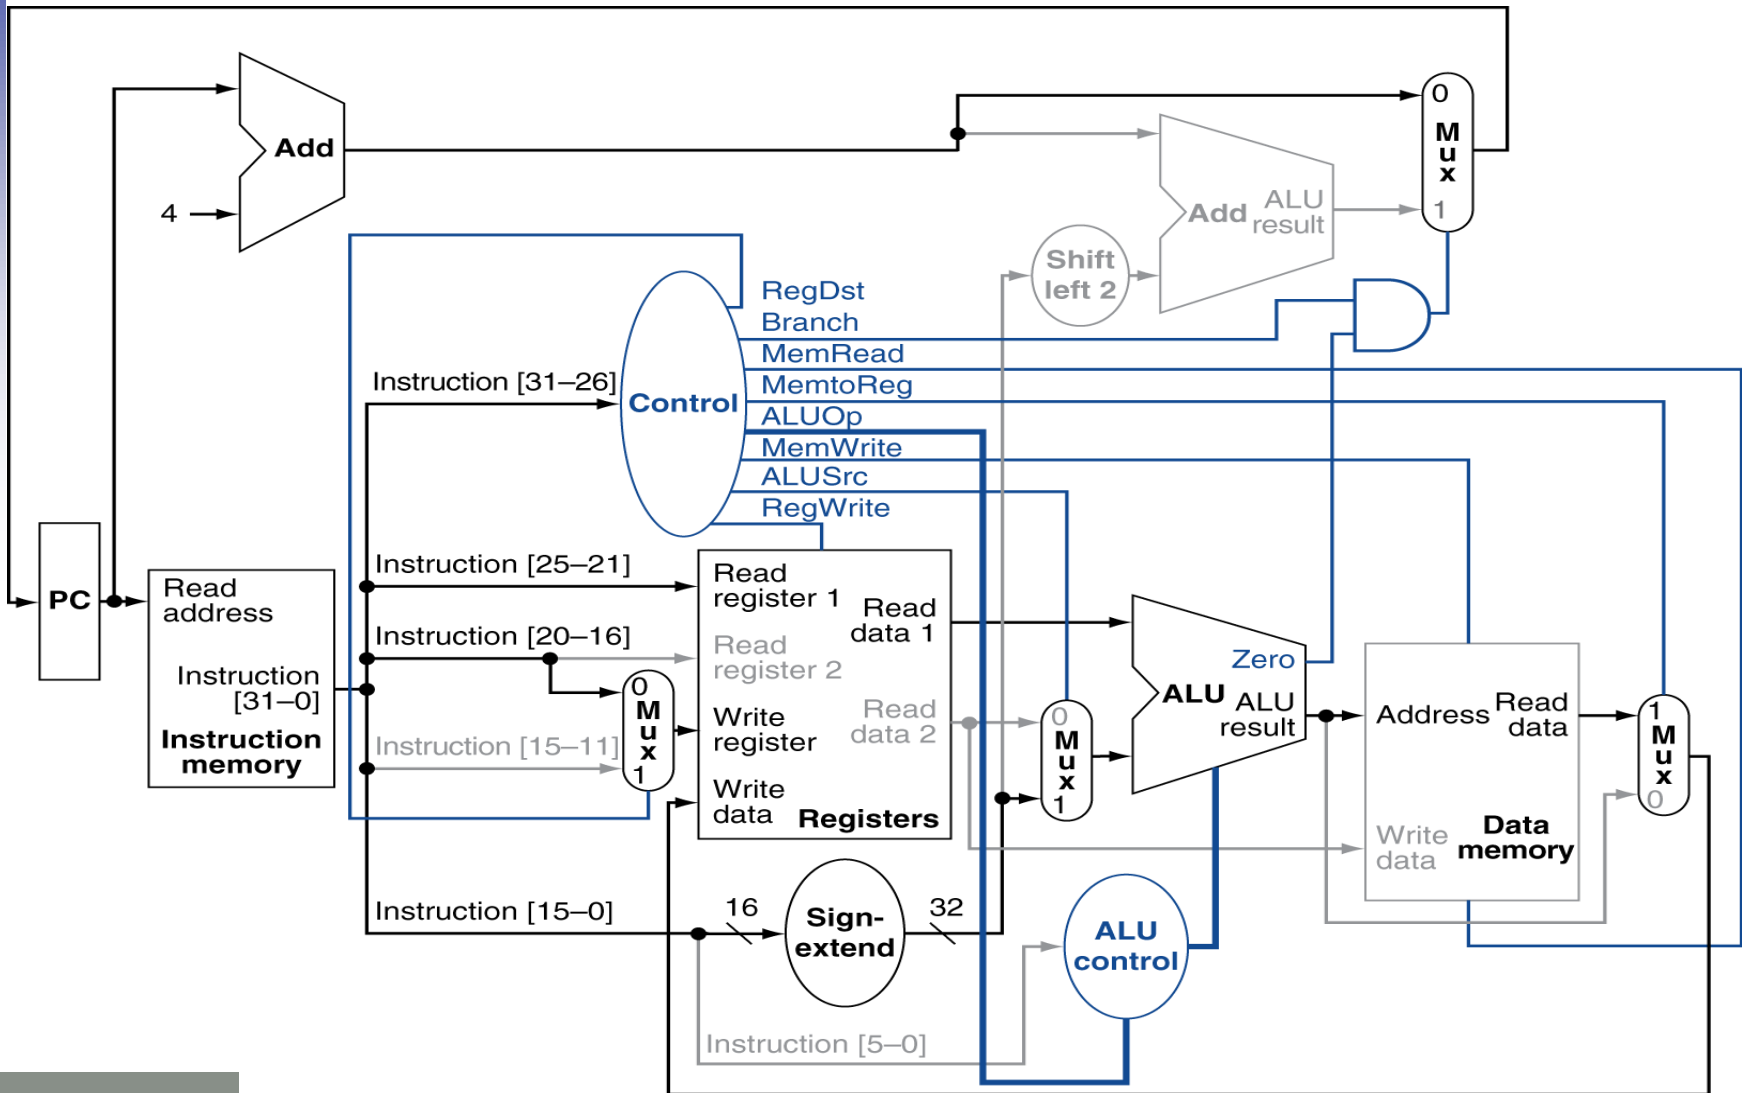 Add
4
0
Mux
1
Add
ALU
result
Shift
left 2
RegDst
Branch
MemRead
MemtoReg
ALUOp
MemWrite
ALUSrc
RegWrite
Control
Instruction [31–26]
Instruction [25–21]
Instruction [20–16]
Instruction [15–11]
Instruction [15–0]
Instruction [5–0]
PC
Read
address
Instruction
[31–0]
Instruction
memory
0
Mux
1
Read
register 1
Read
register 2
Write
register
Write
data
Read
data 1
Read
data 2
Registers
16
Sign-
extend
32
0
Mux
1
Zero
ALU
ALU
result
ALU
control
Address
Read
data
Write
data
Data
memory
1
Mux
0